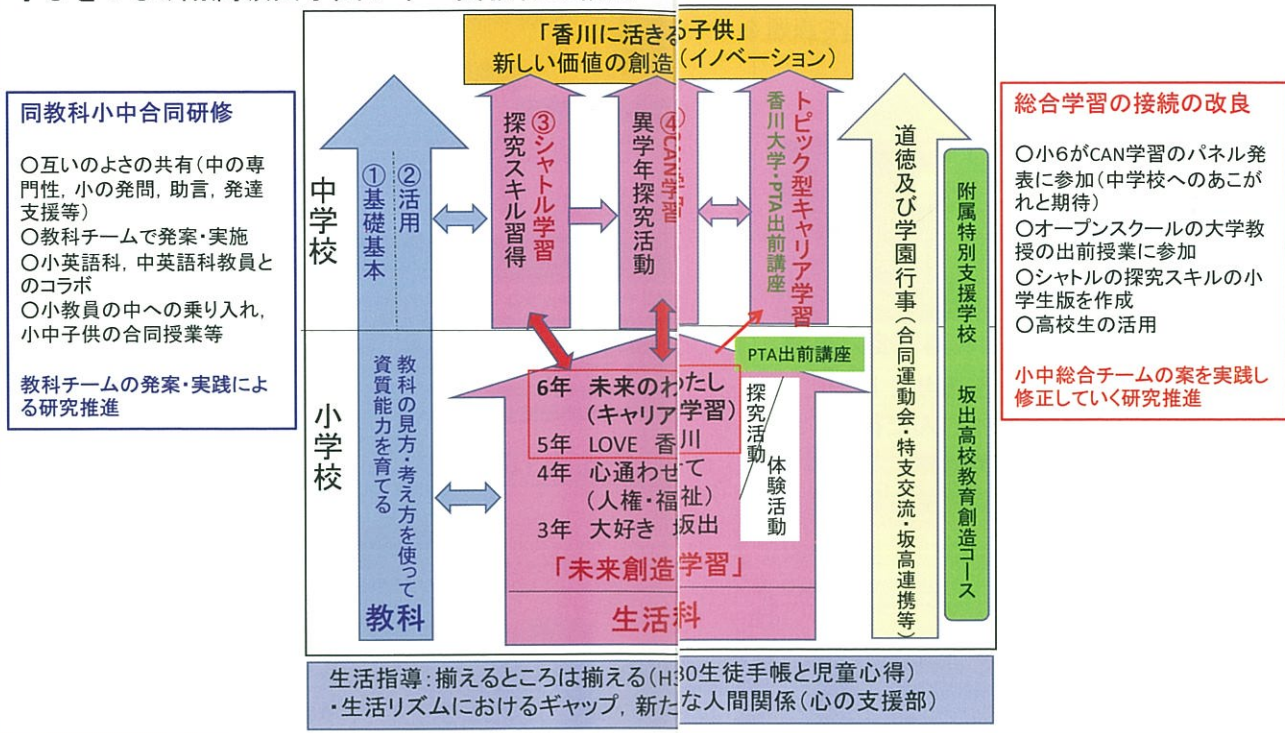 「香川に活きる子供」
新しい価値の創造(イノベーション)
同教科小中合同研修
○互いのよさの共有(中の専
門性,小の発問,助言,発達
支援等)
○教科チームで発案・実施
○小英語科,中英語科教員と
のコラボ
○小教員の中への乗り入れ,
小中子供の合同授業等
教科チームの発案・実践によ
る研究推進
中学校
小学校
②活用
①基礎基本
教科の見方・考え方を使って
資質能力を育てる
教科
③シャトル学習
探究スキル習得
④CAN学習
異学年探究活動
トピック型キャリア学習
香川大学・PTA出前講座
PTA出前講座
6年 未来のわたし
(キャリア学習)
5年 LOVE 香川
4年 心通わせて
(人権・福祉)
3年 大好き 坂出
探究活動
体験活動
「未来創造学習」
生活科
道徳及び学園行事(合同運動会・特支交流・坂高連携等)
附属特別支援学校 坂出高校教育創造コース
総合学習の接続の改良
○小6がCAN学習のパネル発
表に参加(中学校へのあこが
れと期待)
○オープンスクールの大学教
授の出前授業に参加
○シャトルの探究スキルの小
学生版を作成
○高校生の活用
小中総合チームの案を実践し
修正していく研究推進
生活指導:揃えるところは揃える(H30生徒手帳と児童心得)
・生活リズムにおけるギャップ,新たな人間関係(心の支援部)